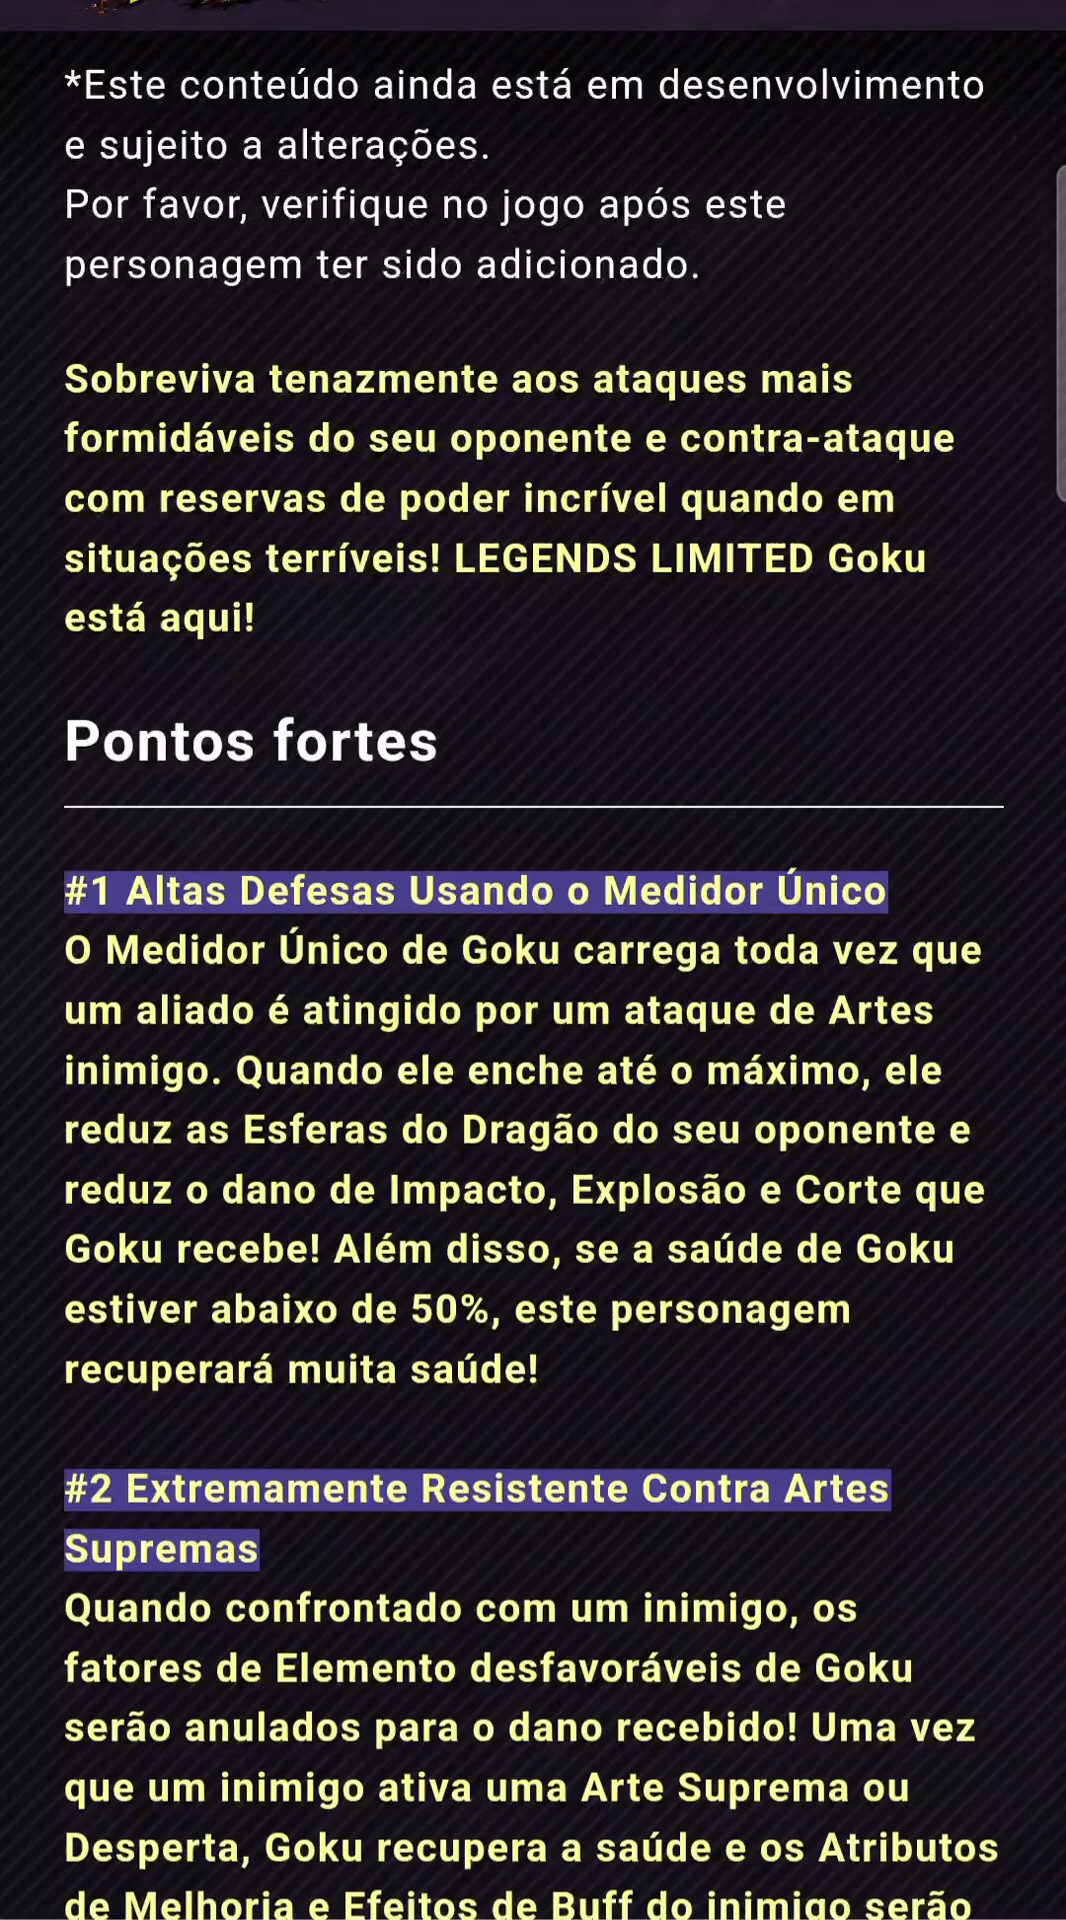 *Este conteúdo ainda está em desenvolvimento
e sujeito a alterações.
Por favor, verifique no jogo após este
personagem ter sido adicionado.
Sobreviva tenazmente aos ataques mais
formidáveis do seu oponente e contra-ataque
com reservas de poder incrível quando em
situações terríveis! LEGENDS LIMITED Goku
está aqui!
Pontos fortes
#1 Altas Defesas Usando o Medidor Único
O Medidor Único de Goku carrega toda vez que
um aliado é atingido por um ataque de Artes
inimigo. Quando ele enche até o máximo, ele
reduz as Esferas do Dragão do seu oponente e
reduz o dano de Impacto, Explosão e Corte que
Goku recebe! Além disso, se a saúde de Goku
estiver abaixo de 50%, este personagem
recuperará muita saúde!
#2 Extremamente Resistente Contra Artes
Supremas
Quando confrontado com um inimigo, os
fatores de Elemento desfavoráveis de Goku
serão anulados para o dano recebido! Uma vez
que um inimigo ativa uma Arte Suprema ou
Desperta, Goku recupera a saúde e os Atributos
de Melhoria e Efeitos de Buff do inimigo serão